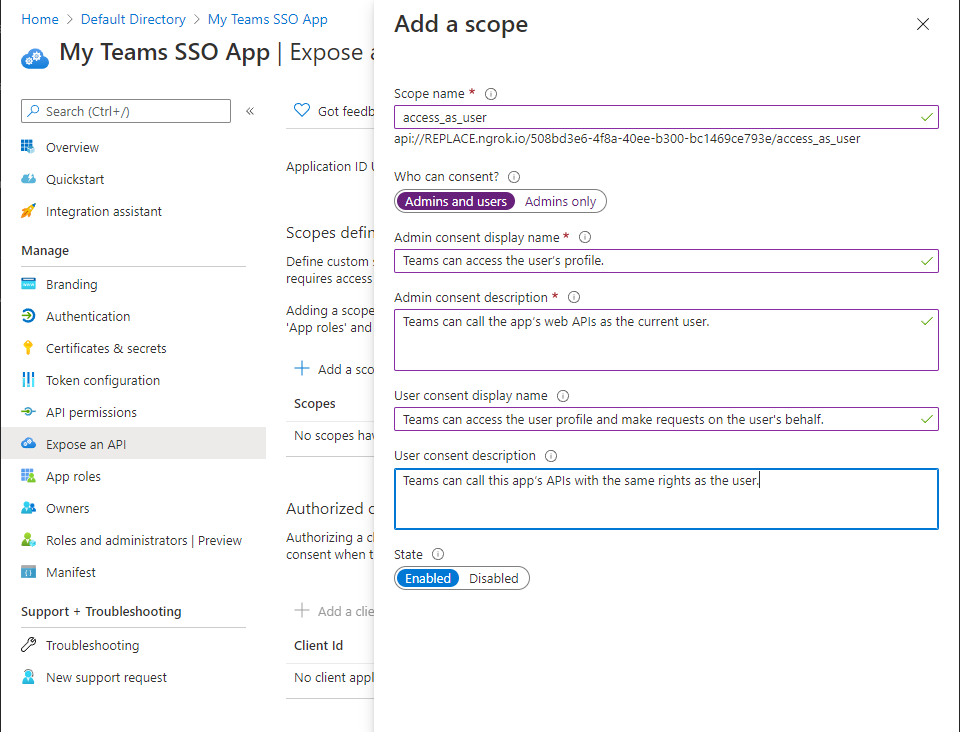 Home > Default Directory > My Teams SSO App
My Teams SSO App | Expose a
Search (Ctrl+/)
«
Overview
Quickstart
Integration assistant
Manage
Branding
Authentication
Certificates & secrets
Token configuration
API permissions
Expose an API
App roles
Owners
Roles and administrators | Preview
Manifest
Support + Troubleshooting
Troubleshooting
New support request
Got feedb
Application ID U
Scopes defin
Define custom s
requires access
Adding a scope
'App roles' and
Add a sco
Scopes
No scopes hav
Authorized c
Authorizing a cl
consent when t
Add a clie
Client Id
No client appl
Add a scope
Scope name *
access_as_user
api://REPLACE.ngrok.io/508bd3e6-4f8a-40ee-b300-bc1469ce793e/access_as_user
Who can consent?
Admins and users Admins only
Admin consent display name *
Teams can access the user's profile.
Admin consent description *
Teams can call the app's web APIs as the current user.
User consent display name
Teams can access the user profile and make requests on the user's behalf.
User consent description
Teams can call this app's APIs with the same rights as the user.
State
Enabled Disabled